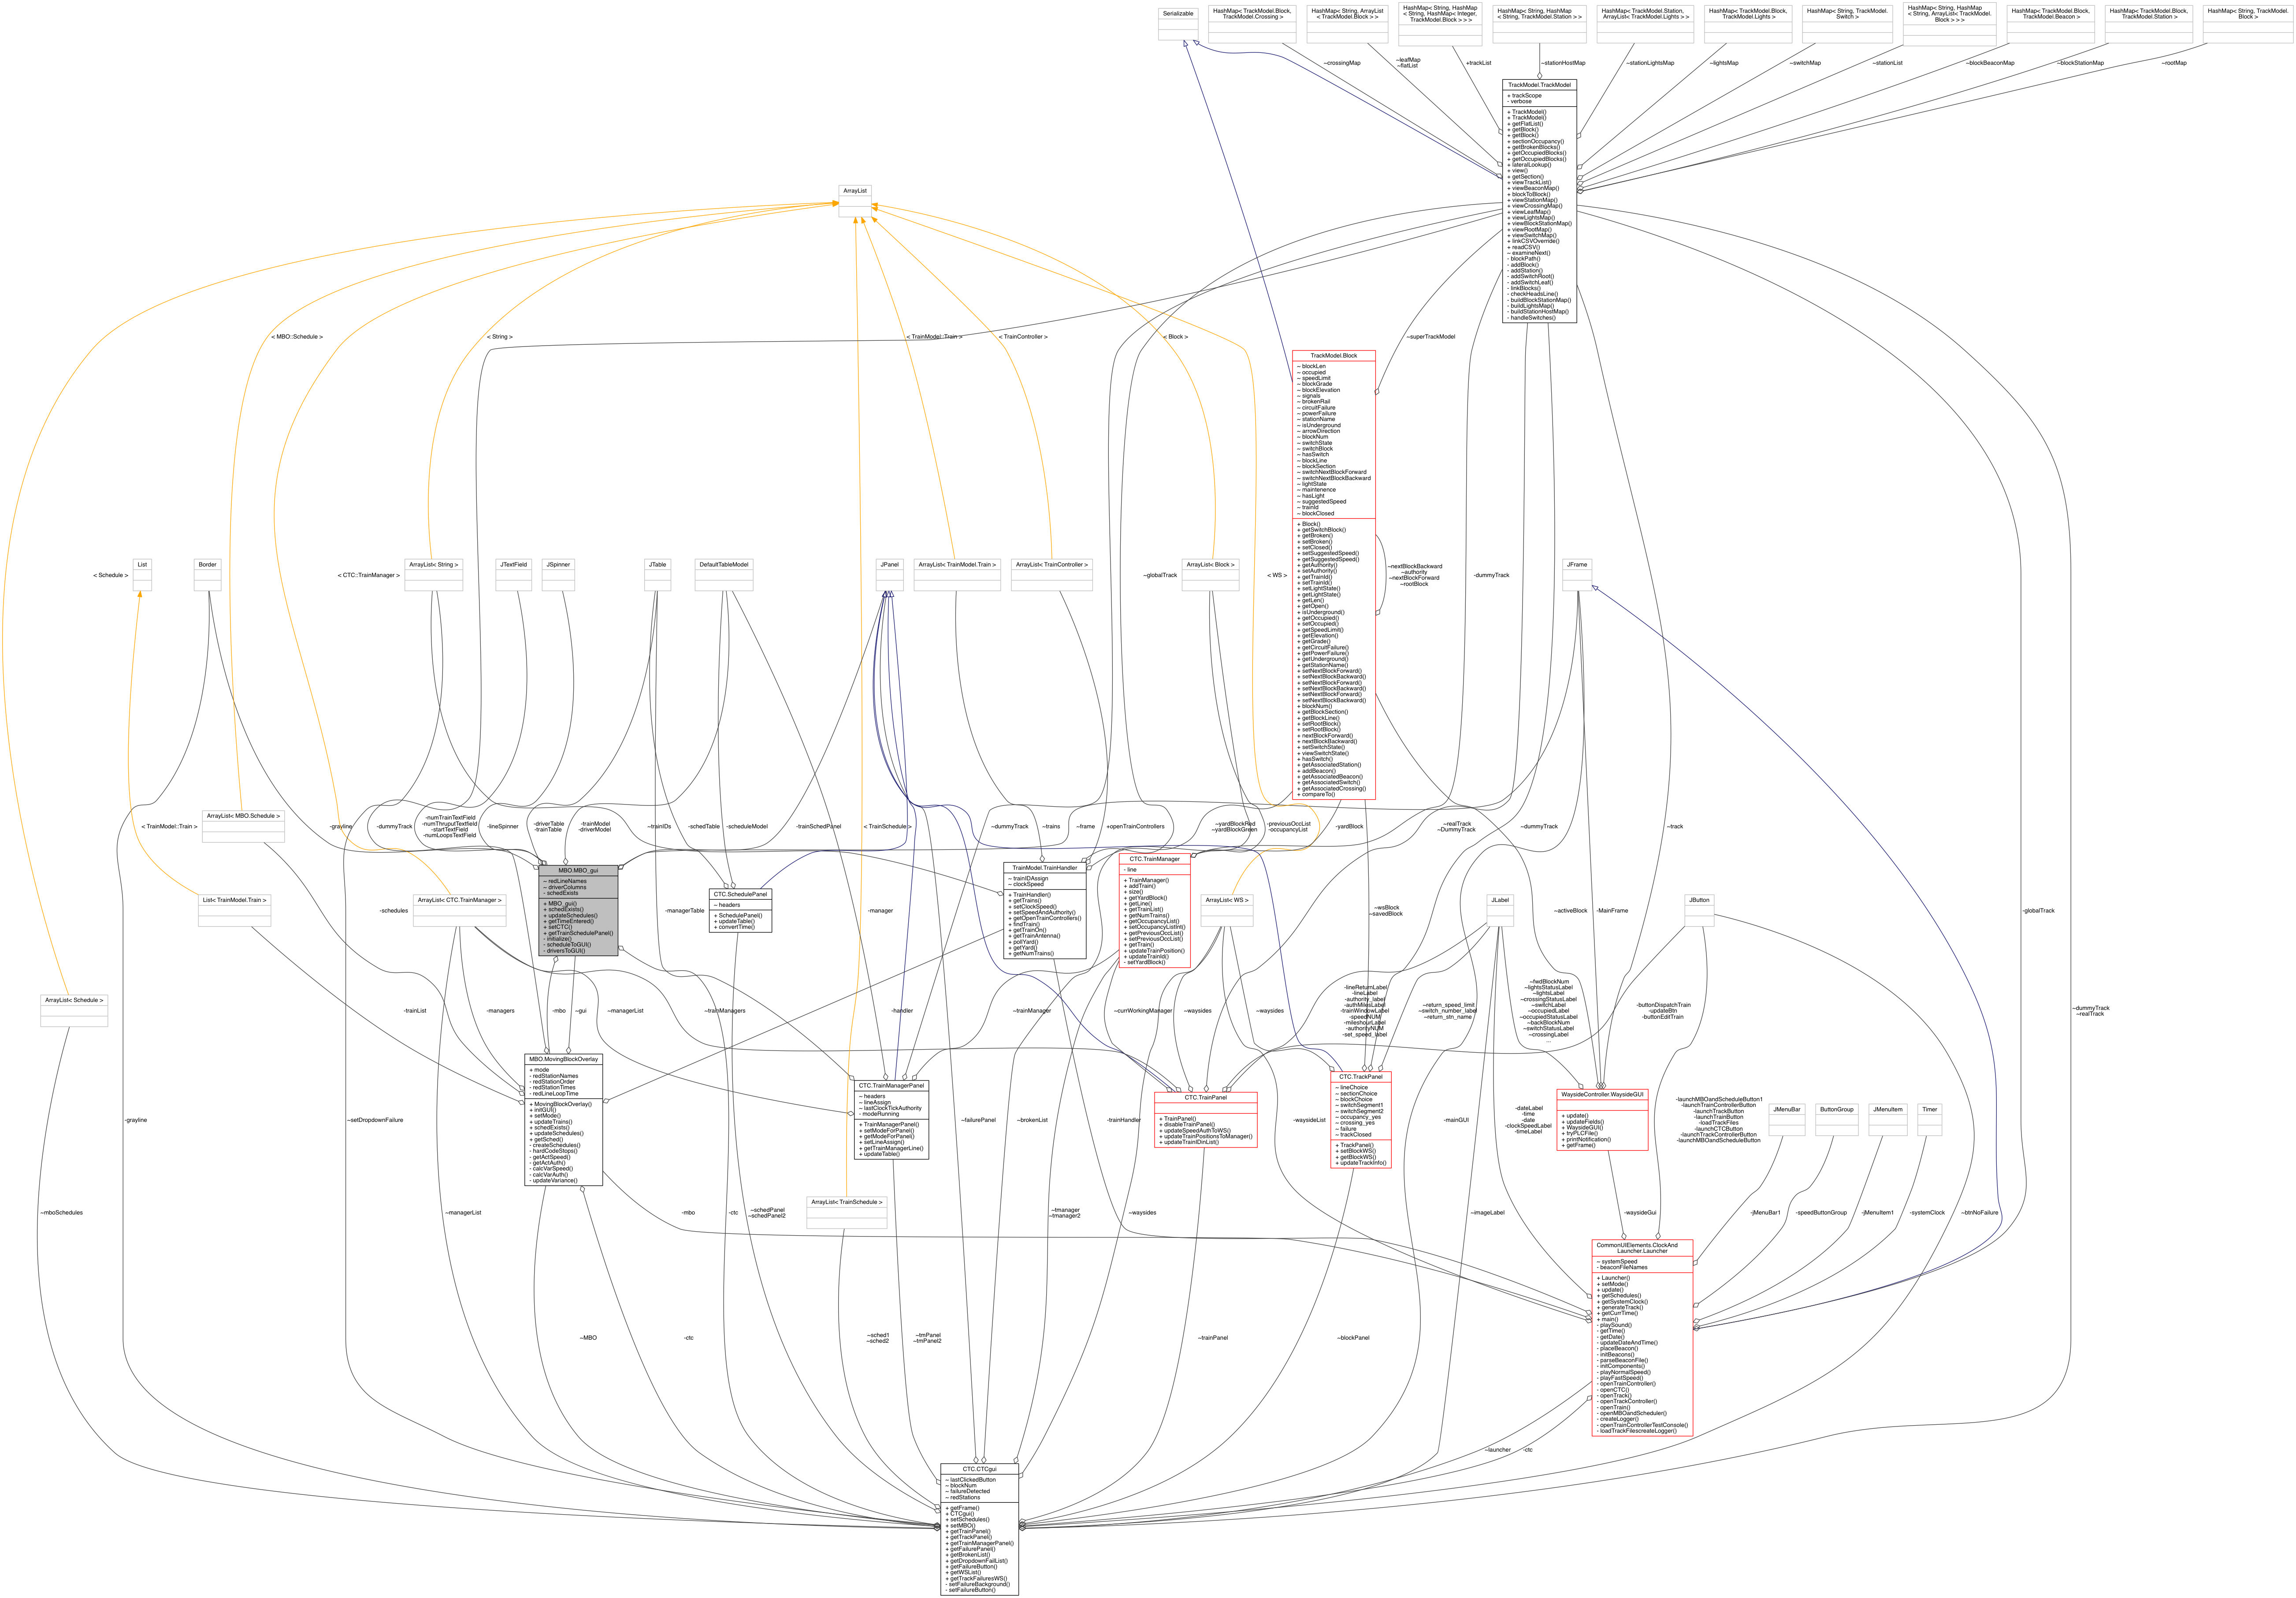 Serializable
HashMap< TrackModel.Block,
TrackModel.Crossing >
HashMap< String, ArrayList
< TrackModel.Block > >
HashMap< String, HashMap
< String, HashMap< Integer,
TrackModel.Block > > >
HashMap< String, HashMap
< String, TrackModel.Station > >
HashMap< TrackModel.Station,
ArrayList< TrackModel.Lights > >
HashMap< TrackModel.Block,
TrackModel.Lights >
HashMap< String, TrackModel.
Switch >
HashMap< String, HashMap
< String, ArrayList< TrackModel.
Block > > >
HashMap< TrackModel.Block,
TrackModel.Beacon >
HashMap< TrackModel.Block,
TrackModel.Station >
HashMap< String, TrackModel.
Block >
~crossingMap
~leafMap
~flatList
+trackList
~stationHostMap
~stationLightsMap
~lightsMap
~switchMap
~stationList
~blockBeaconMap
~blockStationMap
~rootMap
TrackModel.TrackModel
+ trackScope
- verbose
+ TrackModel()
+ TrackModel()
+ getFlatList()
+ getBlock()
+ getBlock()
+ sectionOccupancy()
+ getBrokenBlocks()
+ getOccupiedBlocks()
+ getOccupiedBlocks()
+ lateralLookup()
+ view()
+ getSection()
+ viewTrackList()
+ viewBeaconMap()
+ blockToBlock()
+ viewStationMap()
+ viewCrossingMap()
+ viewLeafMap()
+ viewLightsMap()
+ viewBlockStationMap()
+ viewRootMap()
+ viewSwitchMap()
+ linkCSVOverride()
+ readCSV()
~ examineNext()
- blockPath()
- addBlock()
- addStation()
- addSwitchRoot()
- addSwitchLeaf()
- linkBlocks()
- checkHeadsLine()
- buildBlockStationMap()
- buildLightsMap()
- buildStationHostMap()
- handleSwitches()
ArrayList
< MBO::Schedule >
< String >
< TrainModel::Train >
< TrainController >
< Block >
~superTrackModel
TrackModel.Block
~ blockLen
~ occupied
~ speedLimit
~ blockGrade
~ blockElevation
~ signals
~ brokenRail
~ circuitFailure
~ powerFailure
~ stationName
~ isUnderground
~ arrowDirection
~ blockNum
~ switchState
~ switchBlock
~ hasSwitch
~ blockLine
~ blockSection
~ switchNextBlockForward
~ switchNextBlockBackward
~ lightState
~ maintenence
~ hasLight
~ suggestedSpeed
~ trainId
~ blockClosed
+ Block()
+ getSwitchBlock()
+ getBroken()
+ setBroken()
+ setClosed()
+ setSuggestedSpeed()
+ getSuggestedSpeed()
+ getAuthority()
+ setAuthority()
+ getTrainId()
+ setTrainId()
+ setLightState()
+ getLightState()
+ getLen()
+ getOpen()
+ isUnderground()
+ getOccupied()
+ setOccupied()
+ getSpeedLimit()
+ getElevation()
+ getGrade()
+ getCircuitFailure()
+ getPowerFailure()
+ getUnderground()
+ getStationName()
+ setNextBlockForward()
+ setNextBlockBackward()
+ setNextBlockForward()
+ setNextBlockBackward()
+ setNextBlockForward()
+ setNextBlockBackward()
+ blockNum()
+ getBlockSection()
+ getBlockLine()
+ setRootBlock()
+ setRootBlock()
+ nextBlockForward()
+ nextBlockBackward()
+ setSwitchState()
+ viewSwitchState()
+ hasSwitch()
+ getAssociatedStation()
+ addBeacon()
+ getAssociatedBeacon()
+ getAssociatedSwitch()
+ getAssociatedCrossing()
+ compareTo()
~nextBlockBackward
~authority
~nextBlockForward
~rootBlock
< Schedule >
List
Border
< CTC::TrainManager >
ArrayList< String >
JTextField
JSpinner
JTable
DefaultTableModel
JPanel
ArrayList< TrainModel.Train >
ArrayList< TrainController >
~globalTrack
ArrayList< Block >
< WS >
-dummyTrack
JFrame
ArrayList< MBO.Schedule >
< TrainModel::Train >
-grayline
-dummyTrack
-numTrainTextField
-numThruputTextfield
-startTextField
-numLoopsTextField
-lineSpinner
-driverTable
-trainTable
-trainModel
-driverModel
~trainIDs
-schedTable
~scheduleModel
-trainSchedPanel
< TrainSchedule >
~dummyTrack
~trains
~frame
+openTrainControllers
~yardBlockRed
~yardBlockGreen
-previousOccList
-occupancyList
-yardBlock
~realTrack
~DummyTrack
~dummyTrack
~track
MBO.MBO_gui
~ redLineNames
~ driverColumns
- schedExists
+ MBO_gui()
+ schedExists()
+ updateSchedules()
+ getTimeEntered()
+ setCTC()
+ getTrainSchedulePanel()
- initialize()
- scheduleToGUI()
- driversToGUI()
CTC.SchedulePanel
~ headers
+ SchedulePanel()
+ updateTable()
+ convertTime()
TrainModel.TrainHandler
~ trainIDAssign
~ clockSpeed
+ TrainHandler()
+ getTrains()
+ setClockSpeed()
+ setSpeedAndAuthority()
+ getOpenTrainControllers()
+ findTrain()
+ getTrainOn()
+ getTrainAntenna()
+ pollYard()
+ getYard()
+ getNumTrains()
CTC.TrainManager
- line
+ TrainManager()
+ addTrain()
+ size()
+ getYardBlock()
+ getLine()
+ getTrainList()
+ getNumTrains()
+ getOccupancyList()
+ setOccupancyListInt()
+ getPreviousOccList()
+ setPreviousOccList()
+ getTrain()
+ updateTrainPosition()
+ updateTrainId()
- setYardBlock()
List< TrainModel.Train >
-schedules
ArrayList< CTC.TrainManager >
-managerTable
-manager
ArrayList< WS >
~wsBlock
~savedBlock
JLabel
~activeBlock
-MainFrame
JButton
-globalTrack
ArrayList< Schedule >
-trainList
-managers
-mbo
~gui
~managerList
~trainManagers
-handler
~trainManager
~currWorkingManager
~waysides
~waysides
-lineReturnLabel
-lineLabel
-authority_label
-authMilesLabel
-trainWindowLabel
-speedNUM
-mileshourLabel
-authorityNUM
-set_speed_label
~return_speed_limit
~switch_number_label
~return_stn_name
~fwdBlockNum
~lightsStatusLabel
~lightsLabel
~crossingStatusLabel
~switchLabel
~occupiedLabel
~occupiedStatusLabel
~backBlockNum
~switchStatusLabel
~crossingLabel
...
-buttonDispatchTrain
-updateBtn
-buttonEditTrain
~dummyTrack
~realTrack
MBO.MovingBlockOverlay
+ mode
- redStationNames
- redStationOrder
- redStationTimes
- redLineLoopTime
+ MovingBlockOverlay()
+ initGUI()
+ setMode()
+ updateTrains()
+ schedExists()
+ updateSchedules()
+ getSched()
- createSchedules()
- hardCodeStops()
- getActSpeed()
- getActAuth()
- calcVarSpeed()
- calcVarAuth()
- updateVariance()
CTC.TrainManagerPanel
~ headers
~ lineAssign
~ lastClockTickAuthority
- modeRunning
+ TrainManagerPanel()
+ setModeForPanel()
+ getModeForPanel()
+ setLineAssign()
+ getTrainManagerLine()
+ updateTable()
CTC.TrainPanel
+ TrainPanel()
+ disableTrainPanel()
+ updateSpeedAuthToWS()
+ updateTrainPositionsToManager()
+ updateTrainIDinList()
CTC.TrackPanel
~ lineChoice
~ sectionChoice
~ blockChoice
~ switchSegment1
~ switchSegment2
~ occupancy_yes
~ crossing_yes
~ failure
~ trackClosed
+ TrackPanel()
+ setBlockWS()
+ getBlockWS()
+ updateTrackInfo()
WaysideController.WaysideGUI
+ update()
+ updateFields()
+ WaysideGUI()
+ tryPLCFile()
+ printNotification()
+ getFrame()
-grayline
~setDropdownFailure
~failurePanel
~brokenList
-trainHandler
-waysideList
-mainGUI
-dateLabel
-time
-date
-clockSpeedLabel
-timeLabel
-launchMBOandScheduleButton1
-launchTrainControllerButton
-launchTrackButton
-launchTrainButton
-loadTrackFiles
-launchCTCButton
-launchTrackControllerButton
-launchMBOandScheduleButton
JMenuBar
ButtonGroup
JMenuItem
Timer
ArrayList< TrainSchedule >
~mboSchedules
~managerList
-ctc
~schedPanel
~schedPanel2
-mbo
~tmanager
~tmanager2
~waysides
~imageLabel
-waysideGui
-jMenuBar1
-speedButtonGroup
-jMenuItem1
-systemClock
~btnNoFailure
CommonUIElements.ClockAnd
Launcher.Launcher
~ systemSpeed
- beaconFileNames
+ Launcher()
+ setMode()
+ update()
+ getSchedules()
+ getSystemClock()
+ generateTrack()
+ getCurrTime()
+ main()
- playSound()
- getTime()
- getDate()
- updateDateAndTime()
- placeBeacon()
- initBeacons()
- parseBeaconFile()
- initComponents()
- playNormalSpeed()
- playFastSpeed()
- openTrainController()
- openCTC()
- openTrack()
- openTrackController()
- openTrain()
- openMBOandScheduler()
- createLogger()
- openTrainControllerTestConsole()
- loadTrackFilescreateLogger()
~MBO
-ctc
~sched1
~sched2
~tmPanel
~tmPanel2
~trainPanel
~blockPanel
~launcher
-ctc
CTC.CTCgui
~ lastClickedButton
~ blockNum
~ failureDetected
~ redStations
+ getFrame()
+ CTCgui()
+ setSchedules()
+ setMBO()
+ getTrainPanel()
+ getTrackPanel()
+ getTrainManagerPanel()
+ getFailurePanel()
+ getBrokenList()
+ getDropdownFailList()
+ getFailureButton()
+ getWSList()
+ getTrackFailuresWS()
- setFailureBackground()
- setFailureButton()